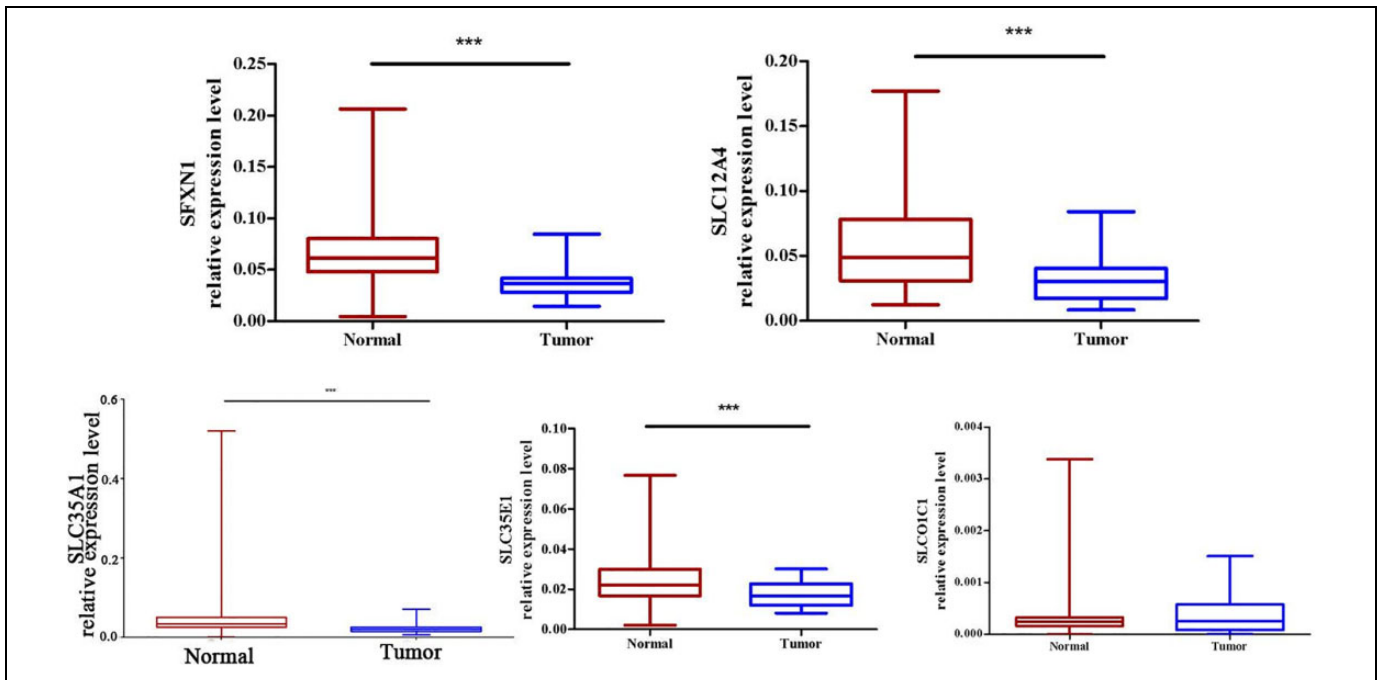 ***
SFXN1
relative expression level
0.25
0.20
0.15
0.10
0.05
0.00
Normal
Tumor
***
SLC12A4
relative expression level
0.20
0.15
0.10
0.05
0.00
Normal
Tumor
***
SLC35A1
relative expression level
0.6
0.4
0.2
0.0
Normal
Tumor
***
SLC35E1
relative expression level
0.10
0.08
0.06
0.04
0.02
0.00
Normal
Tumor
SLCO1C1
relative expression level
0.004
0.003
0.002
0.001
0.000
Normal
Tumor